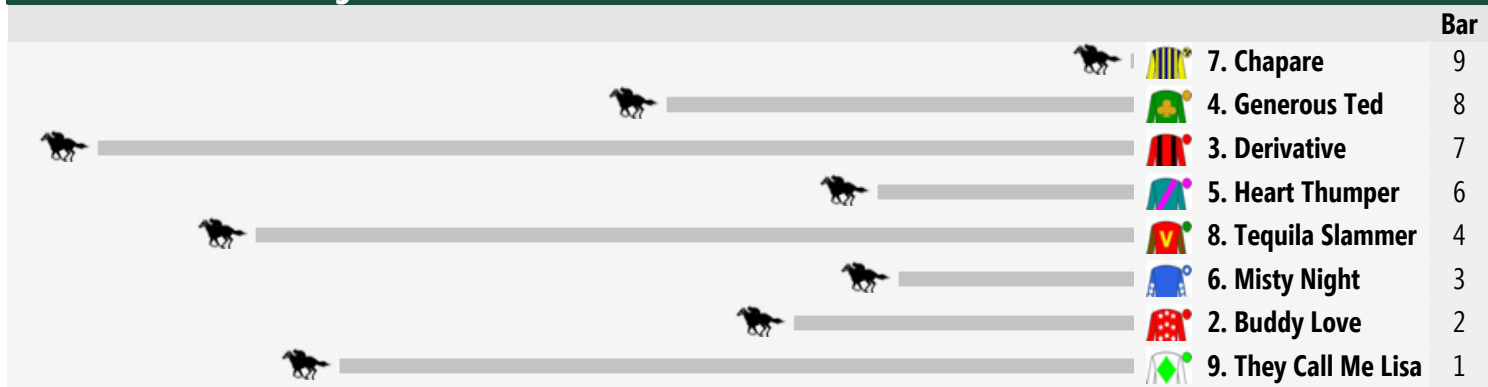 Bar
7. Chapare 9
4. Generous Ted 8
3. Derivative 7
5. Heart Thumper 6
V 8. Tequila Slammer 4
6. Misty Night 3
2. Buddy Love 2
9. They Call Me Lisa 1